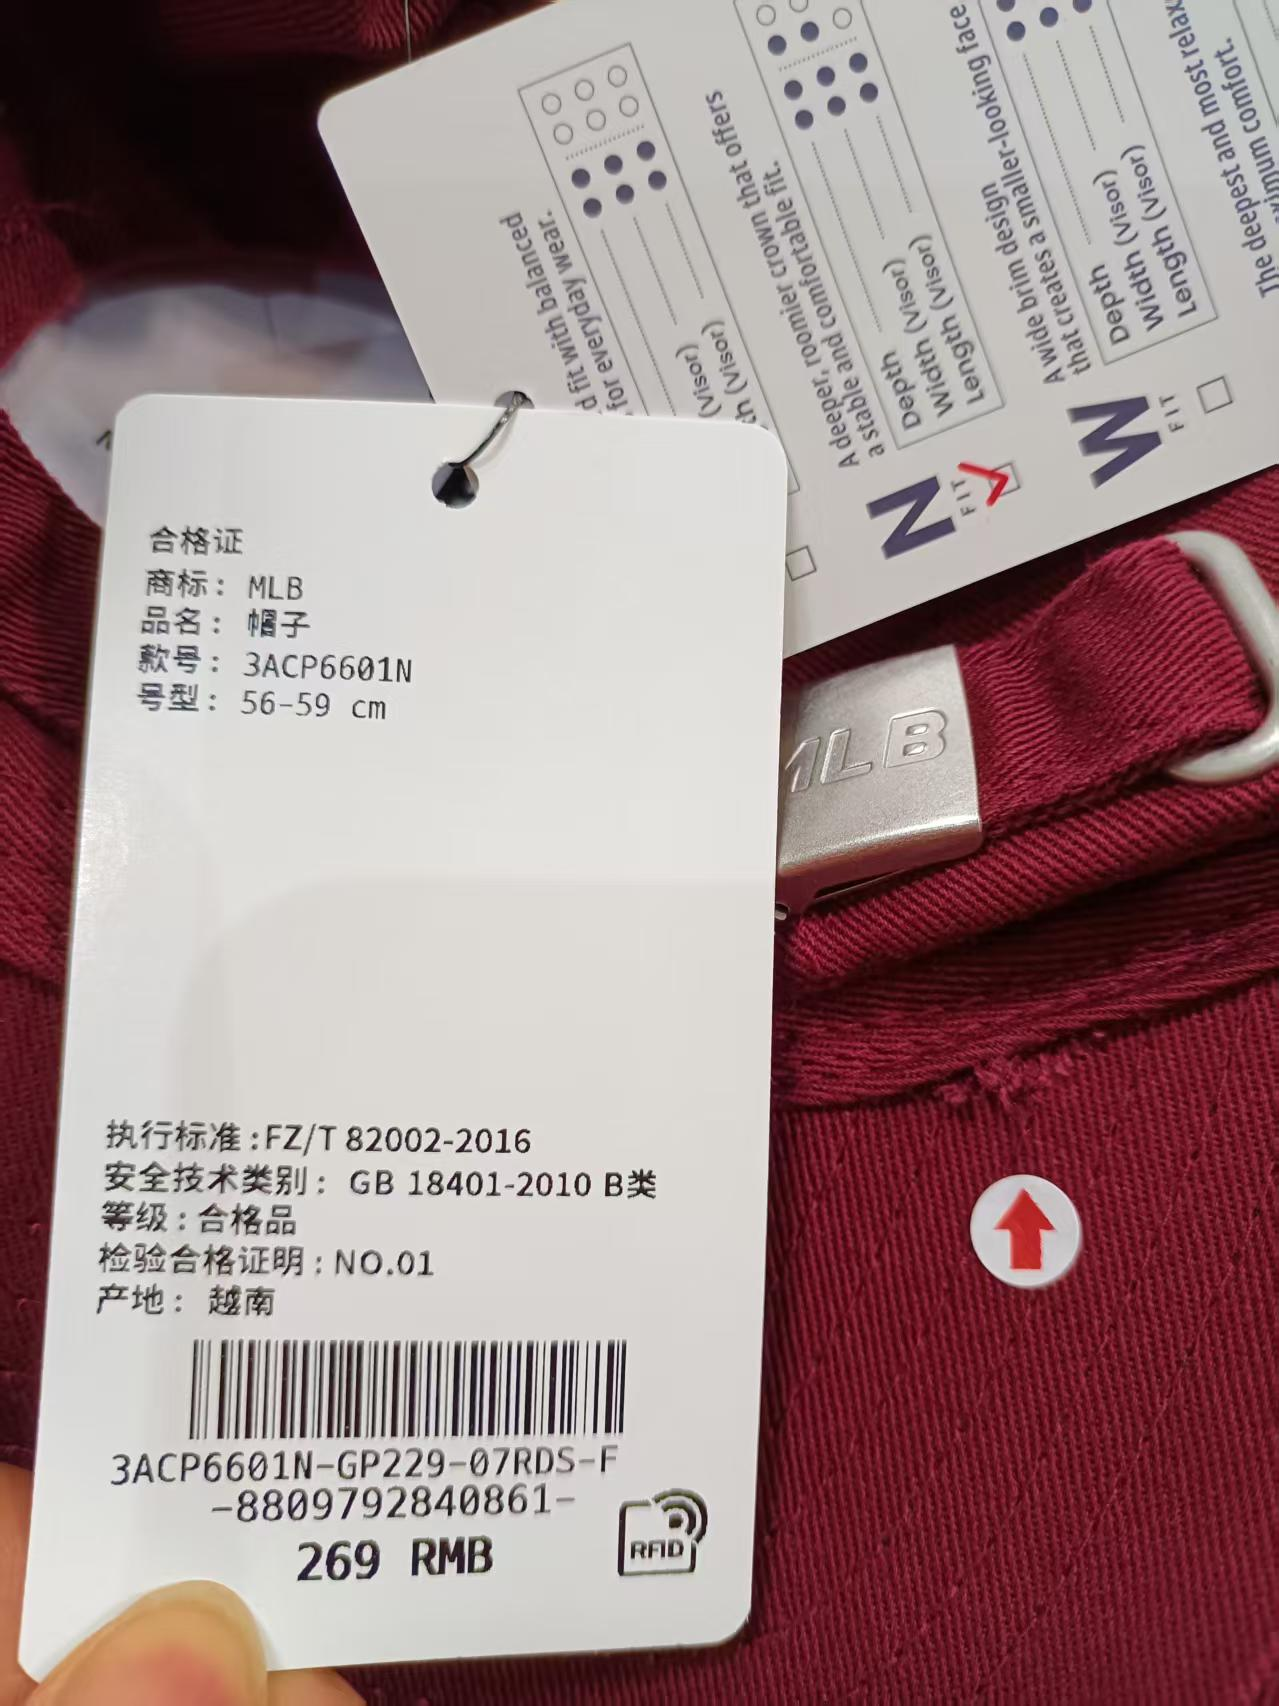 合格证
商标： MLB
品名： 帽子
款号： 3ACP6601N
号型： 56-59 cm
执行标准:FZ/T 82002-2016
安全技术类别： GB 18401-2010 B类
等级：合格品
检验合格证明：NO.01
产地： 越南
3ACP6601N-GP229-07RDS-F
-8809792840861-
269 RMB
RFID
MLB
fit with balanced
for everyday wear.
(Visor)
(Visor)
N
FIT
A deeper, roomier crown that offers
a stable and comfortable fit.
Depth
Width (Visor)
Length (Visor)
W
FIT
A wide brim design
that creates a smaller-looking face
Depth
Width (Visor)
Length (Visor)
The deepest and most
comfort.